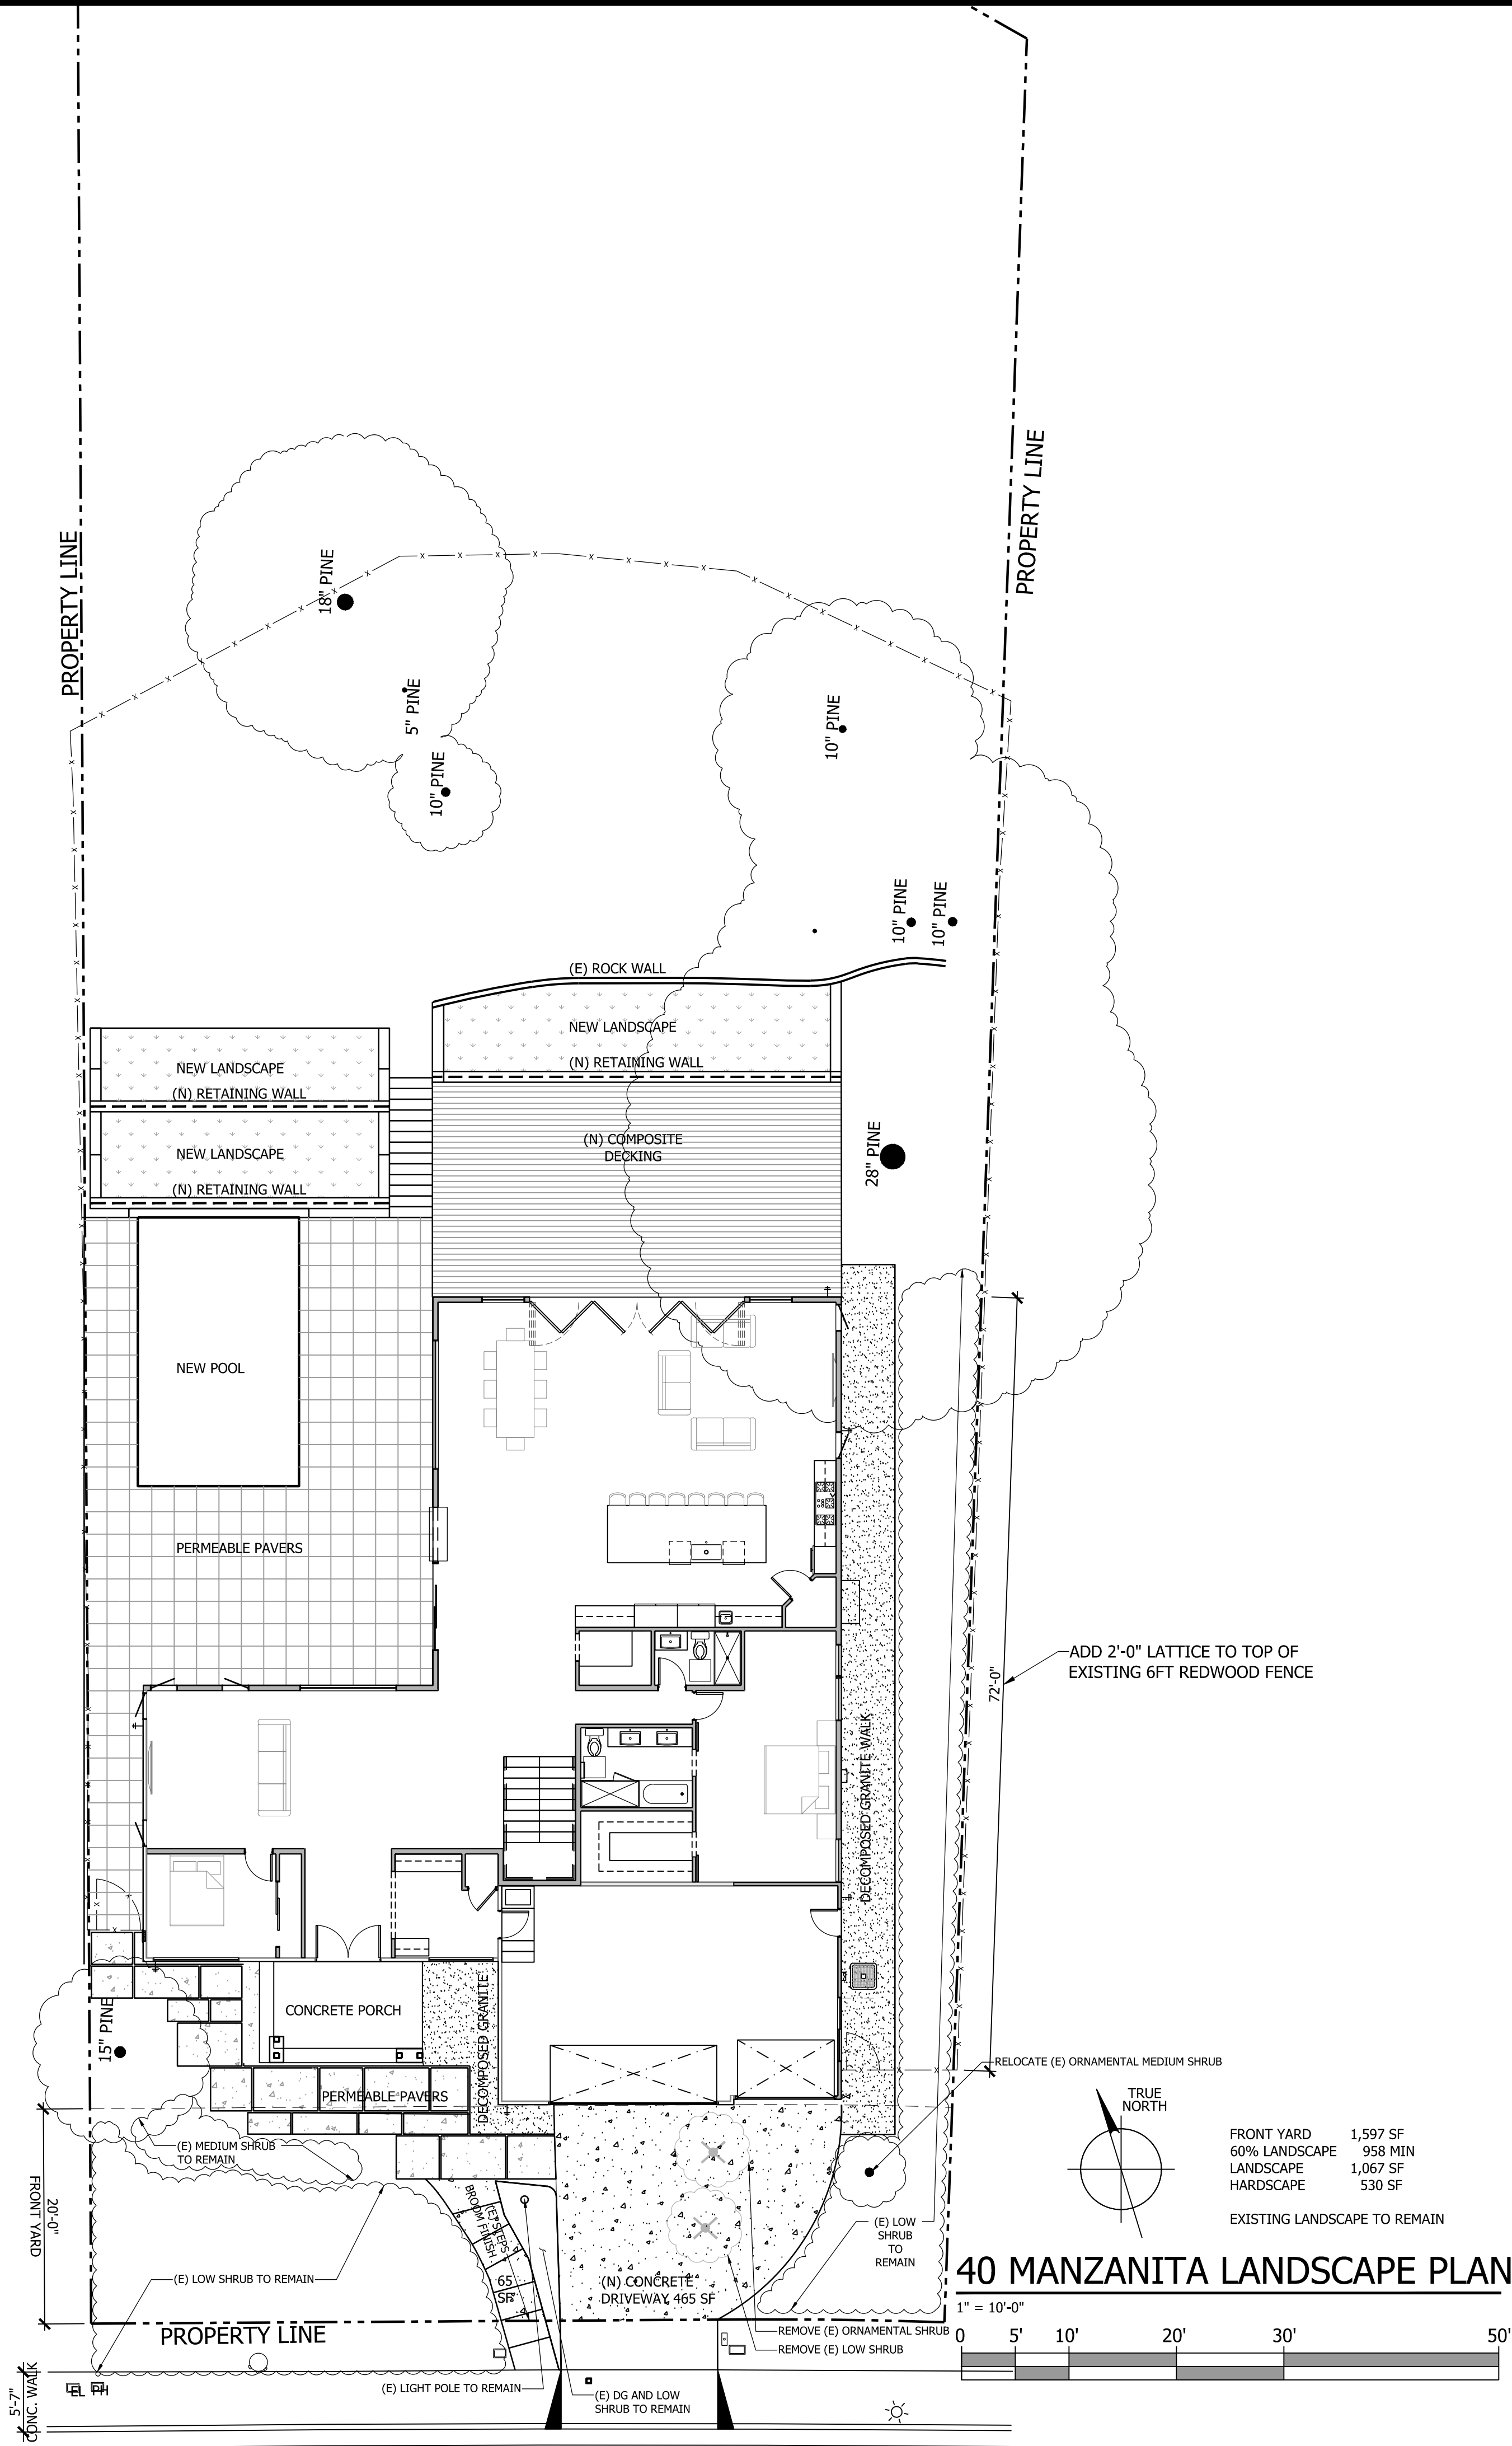 PROPERTY LINE
PROPERTY LINE
18" PINE
5" PINE
10" PINE
10" PINE
10" PINE
10" PINE
(E) ROCK WALL
NEW LANDSCAPE
(N) RETAINING WALL
NEW LANDSCAPE
(N) RETAINING WALL
NEW LANDSCAPE
(N) RETAINING WALL
(N) COMPOSITE
DECKING
28" PINE
NEW POOL
PERMEABLE PAVERS
ADD 2'-0" LATTICE TO TOP OF
EXISTING 6FT REDWOOD FENCE
72'-0"
DECOMPOSED GRANITE WALK
CONCRETE PORCH
DECOMPOSED GRANITE
15" PINE
PERMEABLE PAVERS
RELOCATE (E) ORNAMENTAL MEDIUM SHRUB
TRUE
NORTH
FRONT YARD 1,597 SF
60% LANDSCAPE 958 MIN
LANDSCAPE 1,067 SF
HARDSCAPE 530 SF
EXISTING LANDSCAPE TO REMAIN
(E) MEDIUM SHRUB
TO REMAIN
20'-0"
FRONT YARD
(E) STEPS
BROOM FINISH
65
SF
(E) LOW
SHRUB
TO
REMAIN
(E) LOW SHRUB TO REMAIN
(N) CONCRETE
DRIVEWAY 465 SF
40 MANZANITA LANDSCAPE PLAN
1" = 10'-0"
0 5' 10' 20' 30' 50'
PROPERTY LINE
REMOVE (E) ORNAMENTAL SHRUB
REMOVE (E) LOW SHRUB
(E) LIGHT POLE TO REMAIN
(E) DG AND LOW
SHRUB TO REMAIN
EL PH
5'-7"
CONC. WALK